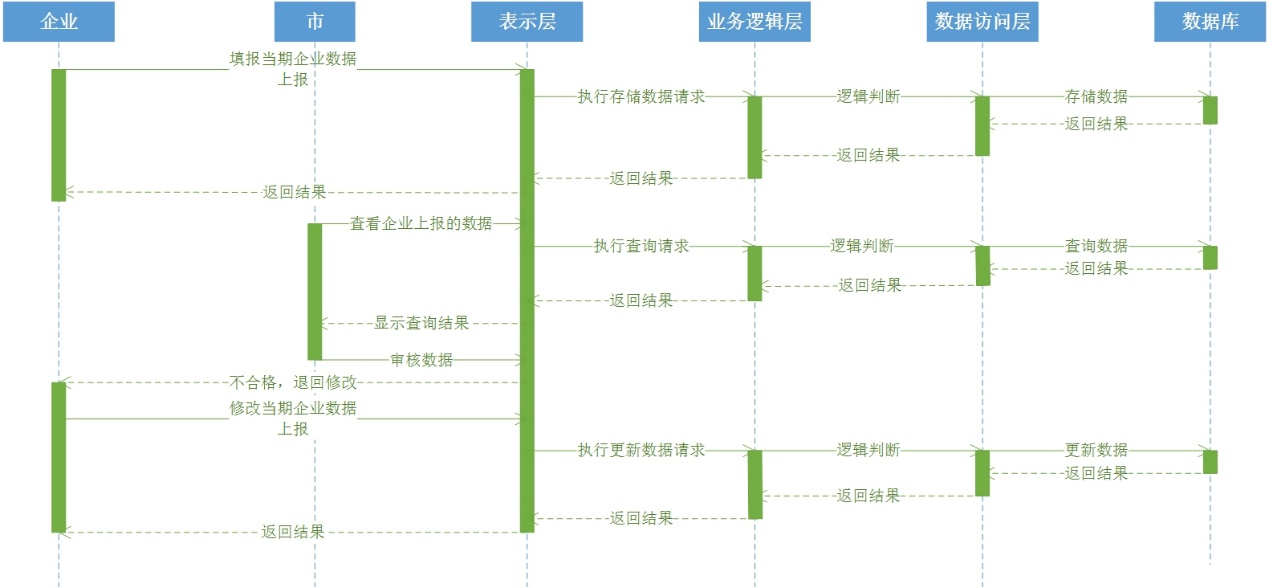 企业
市
表示层
业务逻辑层
数据访问层
数据库
填报当期企业数据
上报
执行存储数据请求
逻辑判断
存储数据
返回结果
返回结果
返回结果
返回结果
查看企业上报的数据
执行查询请求
逻辑判断
查询数据
返回结果
返回结果
返回结果
显示查询结果
审核数据
不合格，退回修改
修改当期企业数据
上报
执行更新数据请求
逻辑判断
更新数据
返回结果
返回结果
返回结果
返回结果